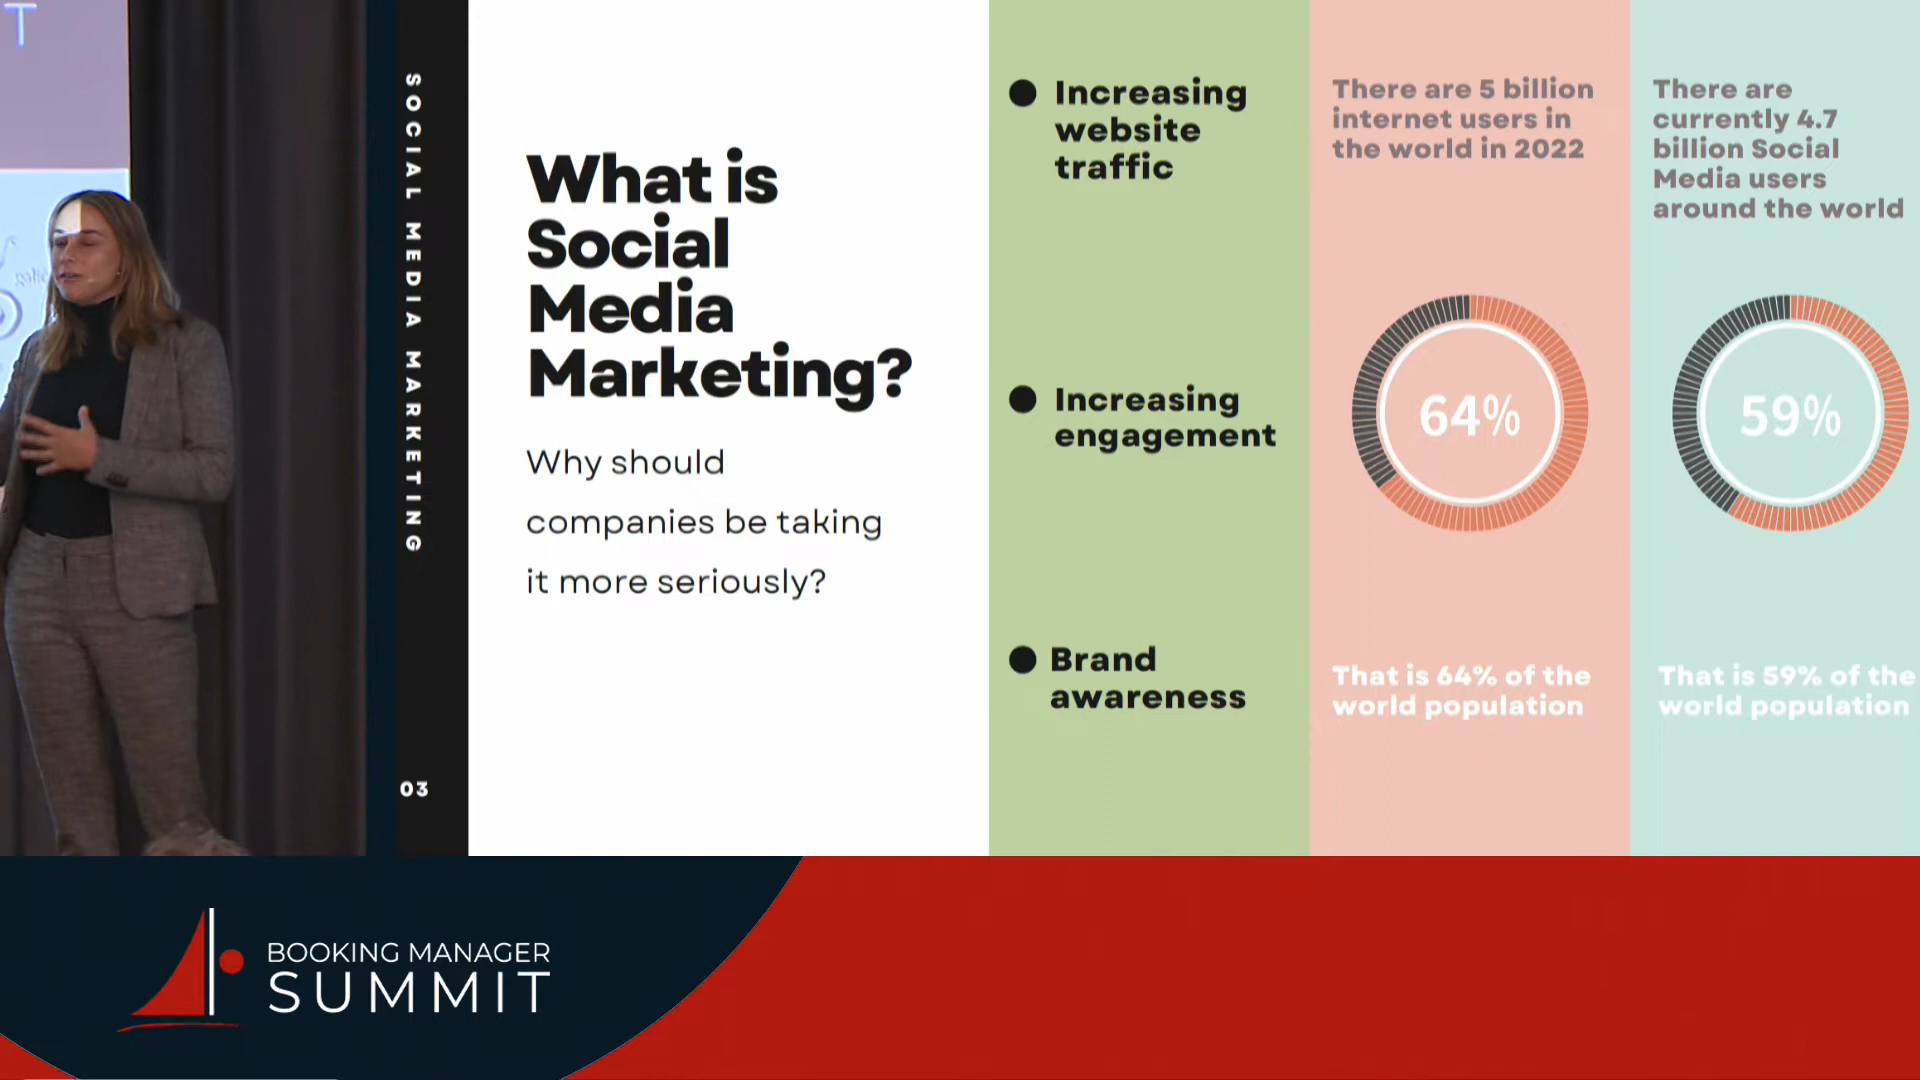 T
SOCIAL MEDIA MARKETING
03
What is
Social
Media
Marketing?
Why should
companies be taking
it more seriously?
Increasing
website
traffic
Increasing
engagement
Brand
awareness
There are 5 billion
internet users in
the world in 2022
64%
That is 64% of the
world population
There are
currently 4.7
billion Social
Media users
around the world
59%
That is 59% of the
world population
BOOKING MANAGER
SUMMIT